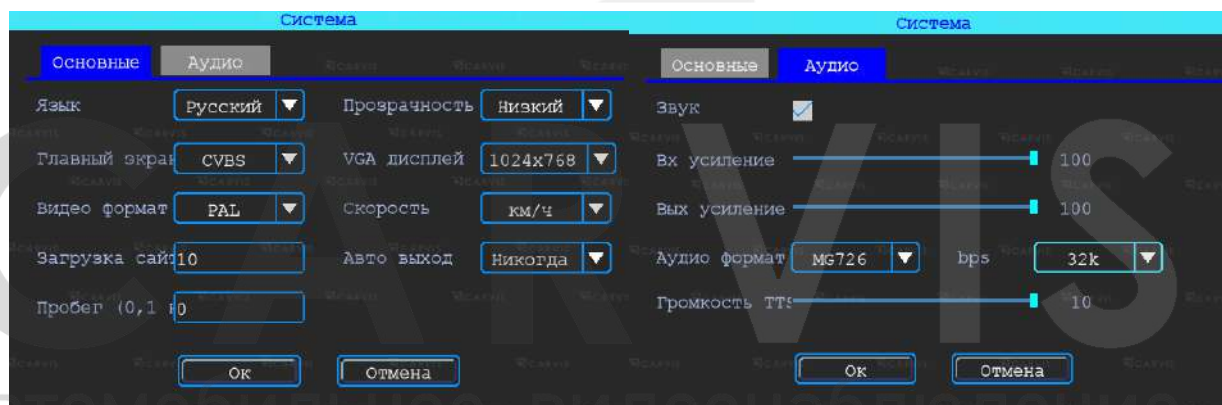 Система
Основные Аудио
Язык Русский Прозрачность Низкий
Главный экран CVBS VGA дисплей 1024x768
Видео формат PAL Скорость км/ч
Загрузка сай 10 Авто выход Никогда
Пробег (0,1 0
Ок Отмена
Система
Основные Аудио
Звук
Вх усиление 100
Вых усиление 100
Аудио формат MG726 bps 32k
Громкость TTS 10
Ок Отмена
CARVIS